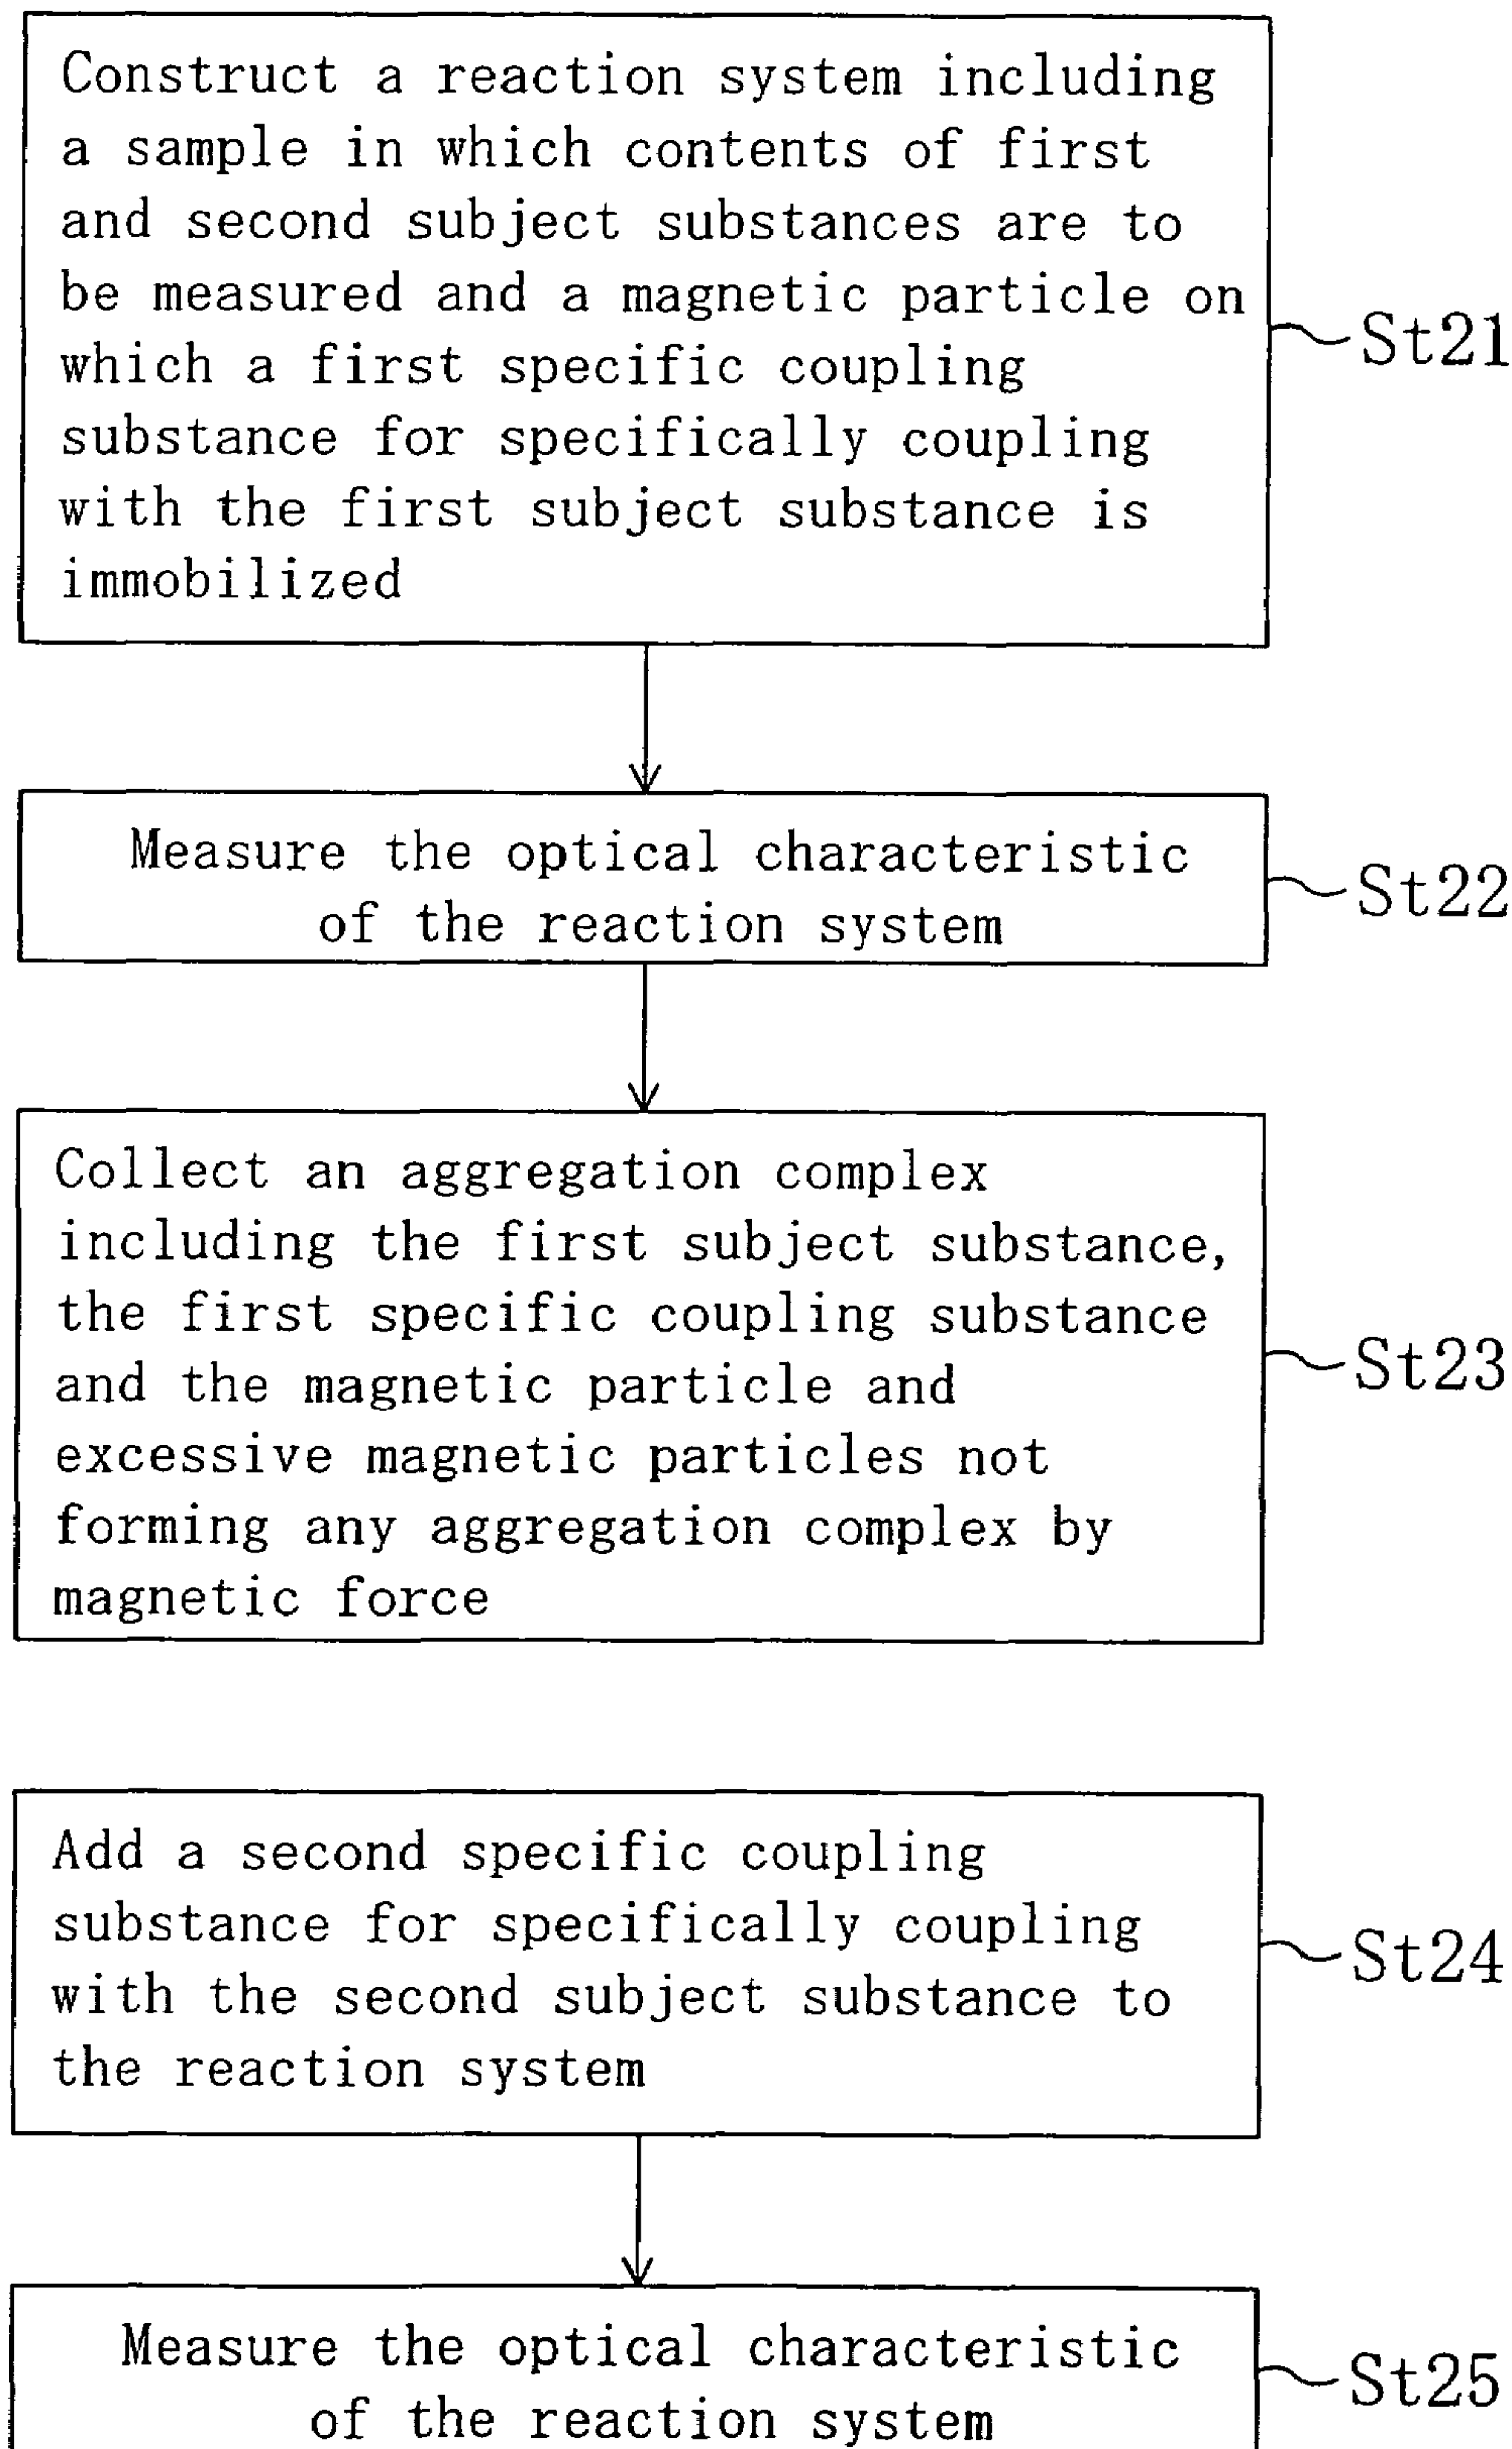 Construct a reaction system including
a sample in which contents of first
and second subject substances are to
be measured and a magnetic particle on
which a first specific coupling
substance for specifically coupling
with the first subject substance is
immobilized
St21
Measure the optical characteristic
of the reaction system
St22
Collect an aggregation complex
including the first subject substance,
the first specific coupling substance
and the magnetic particle and
excessive magnetic particles not
forming any aggregation complex by
magnetic force
St23
Add a second specific coupling
substance for specifically coupling
with the second subject substance to
the reaction system
St24
Measure the optical characteristic
of the reaction system
St25